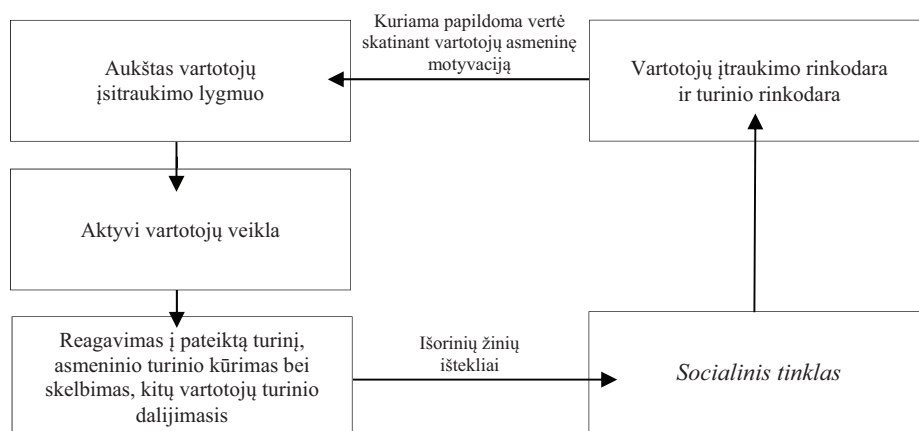 Kuriama papildoma vertė
skatinant vartotojų asmeninę
motyvaciją
Aukštas vartotojų
įsitraukimo lygmuo
Vartotojų įtraukimo rinkodara
ir turinio rinkodara
Aktyvi vartotojų veikla
Reagavimas į pateiktą turinį,
asmeninio turinio kūrimas bei
skelbimas, kitų vartotojų turinio
dalijimasis
Išorinių žinių
ištekliai
Socialinis tinklas